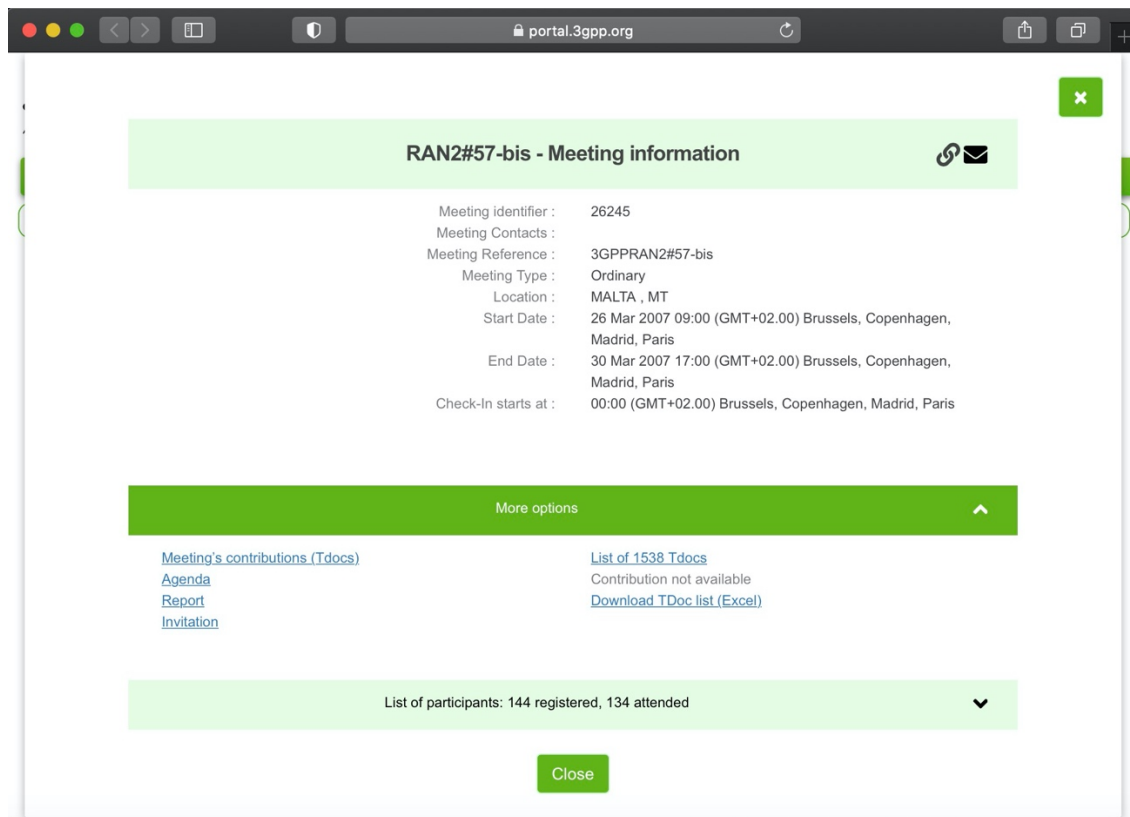 portal.3gpp.org
RAN2#57-bis - Meeting information
Meeting identifier : 26245
Meeting Contacts :
Meeting Reference : 3GPPRAN2#57-bis
Meeting Type : Ordinary
Location : MALTA , MT
Start Date : 26 Mar 2007 09:00 (GMT+02.00) Brussels, Copenhagen,
Madrid, Paris
End Date : 30 Mar 2007 17:00 (GMT+02.00) Brussels, Copenhagen,
Madrid, Paris
Check-In starts at : 00:00 (GMT+02.00) Brussels, Copenhagen, Madrid, Paris
More options
Meeting's contributions (Tdocs) List of 1538 Tdocs
Agenda Contribution not available
Report Download TDoc list (Excel)
Invitation
List of participants: 144 registered, 134 attended
Close